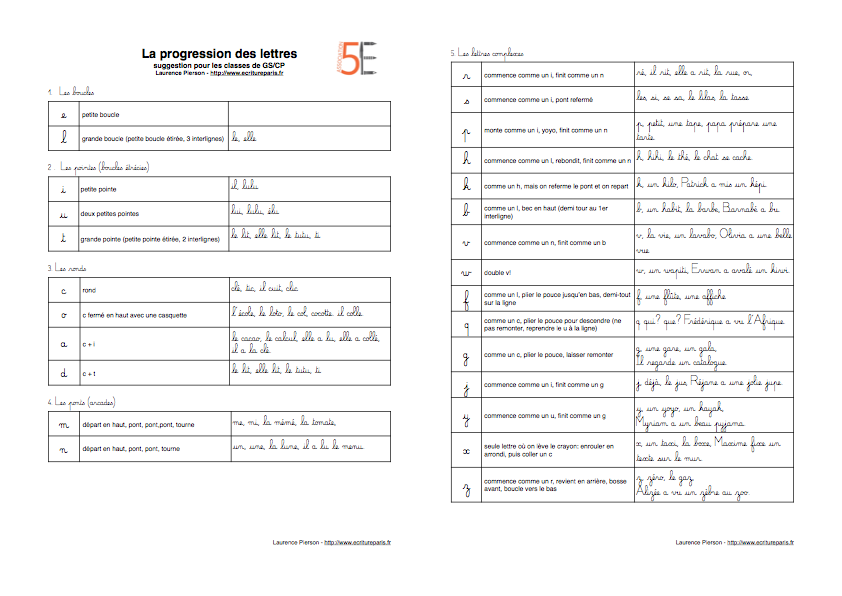 La progression des lettres
suggestion pour les classes de GS/CP
Laurence Pierson - http://www.ecritureparis.fr
ASSOCIATION 5E
1 Les boucles
e petite boucle
l grande boucle (petite boucle étirée, 3 interlignes) le, elle
2 Les pointes (boucles étrécies)
i petite pointe il, lulu
u deux petites pointes lui, lulu, élu
t grande pointe (petite pointe étirée, 2 interlignes) le lit, elle lit, le tutu, ti
3. Les ronds
c rond clé, tic, il cuit, clic
o c fermé en haut avec une casquette l'école, le loto, le col, cocotte. il colle
a c + i le cacao, le calcul, elle a lu, elle a collé,
il a la clé.
d c + t le lit, elle lit, le tutu, ti
4. Les ponts (arcades)
m départ en haut, pont, pont,pont, tourne me, mi, la mémé, la tomate,
n départ en haut, pont, pont, tourne un, une, la lune, il a lu le menu.
Laurence Pierson - http://www.ecritureparis.fr
5. Les lettres complexes
r commence comme un i, finit comme un n ré, il rit, elle a rit, la rue, or,
s commence comme un i, pont refermé les, si, se sa, le lilas, la tasse
p monte comme un i, yoyo, finit comme un n p, petit, une tape, papa prépare une
tarte.
h commence comme un l, rebondit, finit comme un n h, hihi, le thé, le chat se cache.
k comme un h, mais on referme le pont et on repart k, un kilo, Patrick a mis un képi.
b comme un l, bec en haut (demi tour au 1er
interligne) b, un habit, la barbe, Barnabé a bu.
v commence comme un n, finit comme un b v, la vie, un lavabo, Olivia a une belle
vue.
w double v! w, un wapiti, Erwan a avalé un kiwi.
f comme un l, plier le pouce jusqu'en bas, demi-tout
sur la ligne f, une flûte, une affiche
q comme un c, plier le pouce pour descendre (ne
pas remonter, reprendre le u à la ligne) q qui? que? Frédérique a vu l'Afrique.
g comme un c, plier le pouce, laisser remonter g, une gare, un gala,
Il regarde un catalogue.
j commence comme un i, finit comme un g j, déjà, le jus, Réjane a une jolie jupe.
y commence comme un u, finit comme un g y, un yoyo, un kayak,
Myriam a un beau pyjama.
x seule lettre où on lève le crayon: enrouler en
arrondi, puis coller un c x, un taxi, la boxe, Maxime fixe un
texte sur le mur.
z commence comme un r, revient en arrière, bosse
avant, boucle vers le bas z, zéro, le gaz,
Alizée a vu un zèbre au zoo.
Laurence Pierson - http://www.ecritureparis.fr